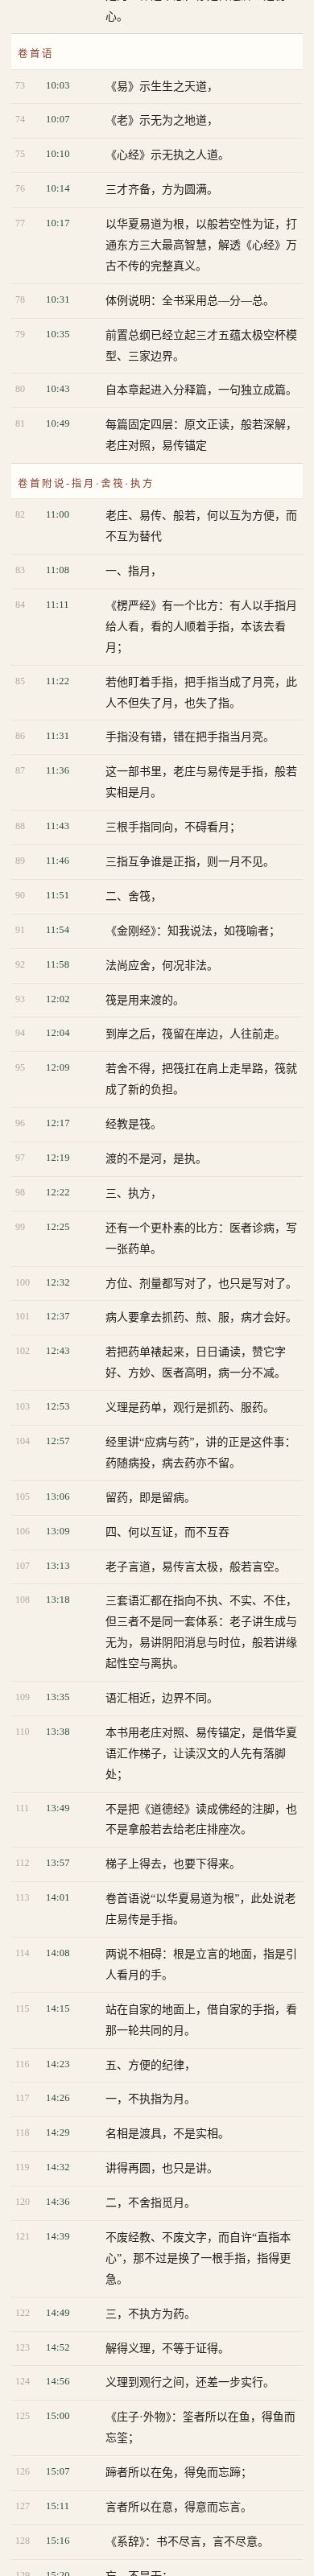 心。
卷首语
73 10:03 《易》示生生之天道，
74 10:07 《老》示无为之地道，
75 10:10 《心经》示无执之人道。
76 10:14 三才齐备，方为圆满。
77 10:17 以华夏易道为根，以般若空性为证，打
通东方三大最高智慧，解透《心经》万
古不传的完整真义。
78 10:31 体例说明：全书采用总—分—总。
79 10:35 前置总纲已经立起三才五蕴太极空杯模
型、三家边界。
80 10:43 自本章起进入分释篇，一句独立成篇。
81 10:49 每篇固定四层：原文正读，般若深解，
老庄对照，易传锚定
卷首附说-指月·舍筏·执方
82 11:00 老庄、易传、般若，何以互为方便，而
不互为替代
83 11:08 一、指月，
84 11:11 《楞严经》有一个比方：有人以手指月
给人看，看的人顺着手指，本该去看
月；
85 11:22 若他盯着手指，把手指当成了月亮，此
人不但失了月，也失了指。
86 11:31 手指没有错，错在把手指当月亮。
87 11:36 这一部书里，老庄与易传是手指，般若
实相是月。
88 11:43 三根手指同向，不碍看月；
89 11:46 三指互争谁是正指，则一月不见。
90 11:51 二、舍筏，
91 11:54 《金刚经》：知我说法，如筏喻者；
92 11:58 法尚应舍，何况非法。
93 12:02 筏是用来渡的。
94 12:04 到岸之后，筏留在岸边，人往前走。
95 12:09 若舍不得，把筏扛在肩上走旱路，筏就
成了新的负担。
96 12:17 经教是筏。
97 12:19 渡的不是河，是执。
98 12:22 三、执方，
99 12:25 还有一个更朴素的比方：医者诊病，写
一张药单。
100 12:32 方位、剂量都写对了，也只是写对了。
101 12:37 病人要拿去抓药、煎、服，病才会好。
102 12:43 若把药单裱起来，日日诵读，赞它字
好、方妙、医者高明，病一分不减。
103 12:53 义理是药单，观行是抓药、服药。
104 12:57 经里讲“应病与药”，讲的正是这件事：
药随病投，病去药亦不留。
105 13:06 留药，即是留病。
106 13:09 四、何以互证，而不互吞
107 13:13 老子言道，易传言太极，般若言空。
108 13:18 三套语汇都在指向不执、不实、不住，
但三者不是同一套体系：老子讲生成与
无为，易讲阴阳消息与时位，般若讲缘
起性空与离执。
109 13:35 语汇相近，边界不同。
110 13:38 本书用老庄对照、易传锚定，是借华夏
语汇作梯子，让读汉文的人先有落脚
处；
111 13:49 不是把《道德经》读成佛经的注脚，也
不是拿般若去给老庄排座次。
112 13:57 梯子上得去，也要下得来。
113 14:01 卷首语说“以华夏易道为根”，此处说老
庄易传是手指。
114 14:08 两说不相碍：根是立言的地面，指是引
人看月的手。
115 14:15 站在自家的地面上，借自家的手指，看
那一轮共同的月。
116 14:23 五、方便的纪律，
117 14:26 一，不执指为月。
118 14:29 名相是渡具，不是实相。
119 14:32 讲得再圆，也只是讲。
120 14:36 二，不舍指觅月。
121 14:39 不废经教、不废文字，而自许“直指本
心”，那不过是换了一根手指，指得更
急。
122 14:49 三，不执方为药。
123 14:52 解得义理，不等于证得。
124 14:56 义理到观行之间，还差一步实行。
125 15:00 《庄子·外物》：筌者所以在鱼，得鱼而
忘筌；
126 15:07 蹄者所以在兔，得兔而忘蹄；
127 15:11 言者所以在意，得意而忘言。
128 15:16 《系辞》：书不尽言，言不尽意。